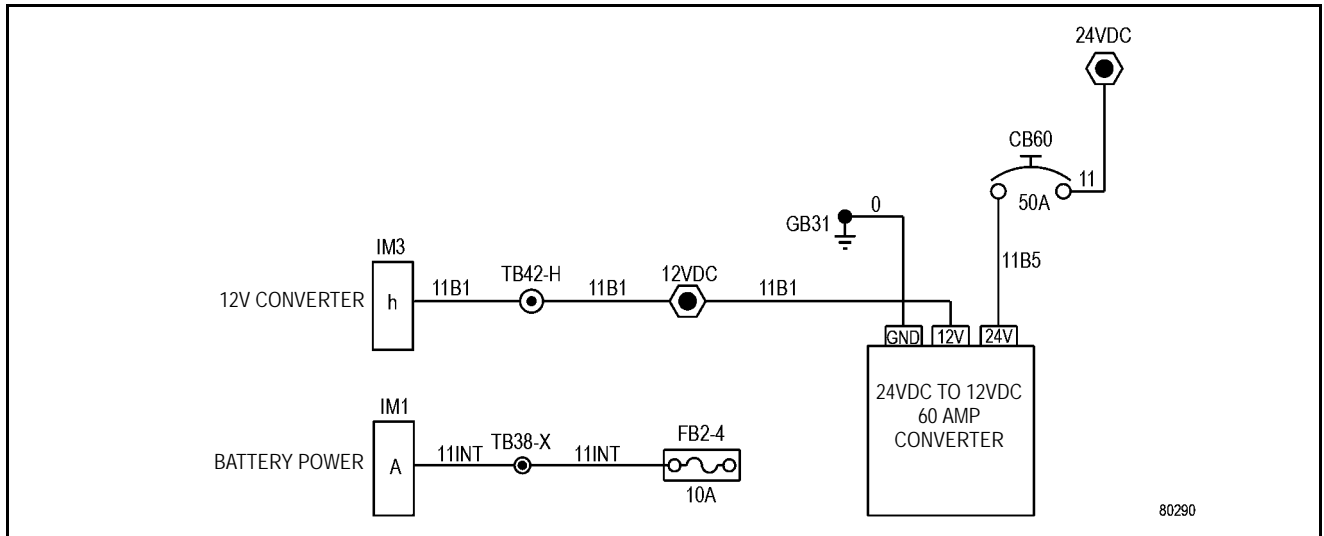 24VDC
CB60
11
50A
0
GB31
11B5
IM3
12V CONVERTER
h
11B1
TB42-H
11B1
12VDC
11B1
GND
12V
24V
24VDC TO 12VDC
60 AMP
CONVERTER
IM1
BATTERY POWER
A
11INT
TB38-X
11INT
FB2-4
10A
80290